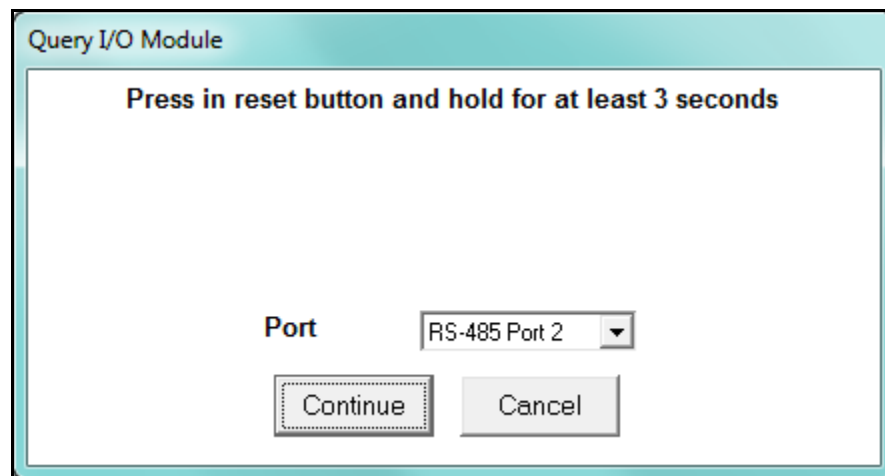 Query I/O Module
Press in reset button and hold for at least 3 seconds
Port
RS-485 Port 2
Continue
Cancel